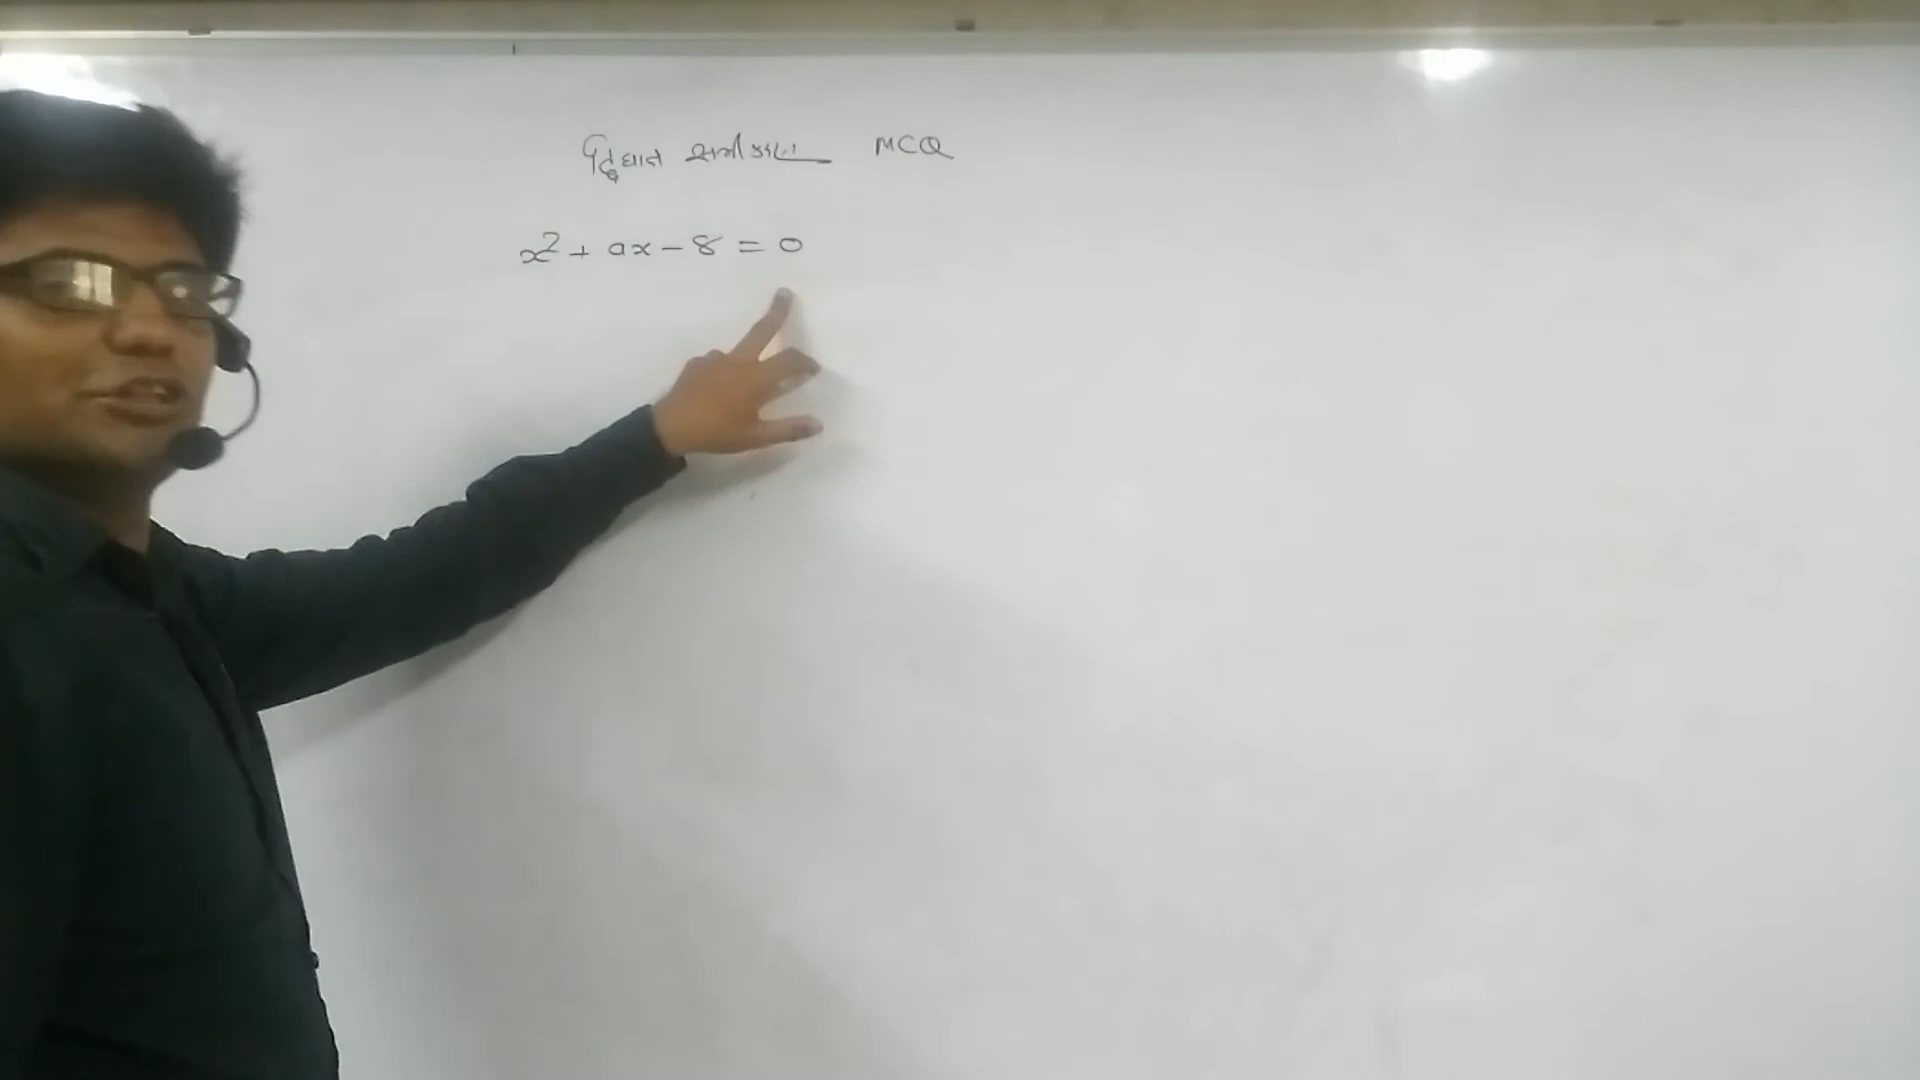 દ્વિઘાત સમીકરણ MCQ
x² + ax - 8 = 0